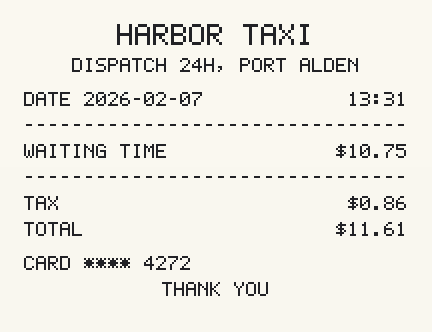 HARBOR TAXI
DISPATCH 24H, PORT ALDEN
DATE 2026-02-07 13:31
--------------------------------
WAITING TIME $10.75
--------------------------------
TAX $0.86
TOTAL $11.61
CARD **** 4272
THANK YOU